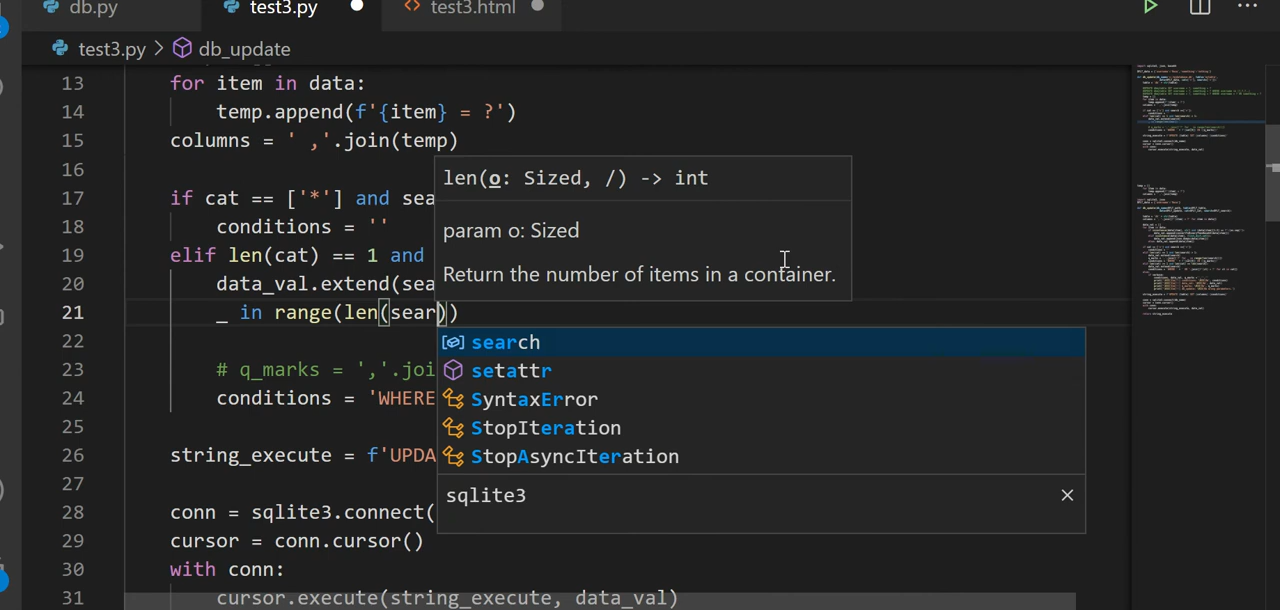 db.py test3.py test3.html
test3.py > db_update
13 for item in data:
14 temp.append(f'{item} = ?')
15 columns = ' ,'.join(temp)
16
17 if cat == ['*'] and sea
len(o: Sized, /) -> int
18 conditions = ''
param o: Sized
19 elif len(cat) == 1 and
Return the number of items in a container.
20 data_val.extend(sea
21 _ in range(len(sear))
22
search
23 # q_marks = ','.joi
setattr
24 conditions = 'WHERE
SyntaxError
25
StopIteration
26 string_execute = f'UPDA
StopAsyncIteration
27
sqlite3
28 conn = sqlite3.connect(
29 cursor = conn.cursor()
30 with conn:
31 cursor.execute(string_execute, data_val)